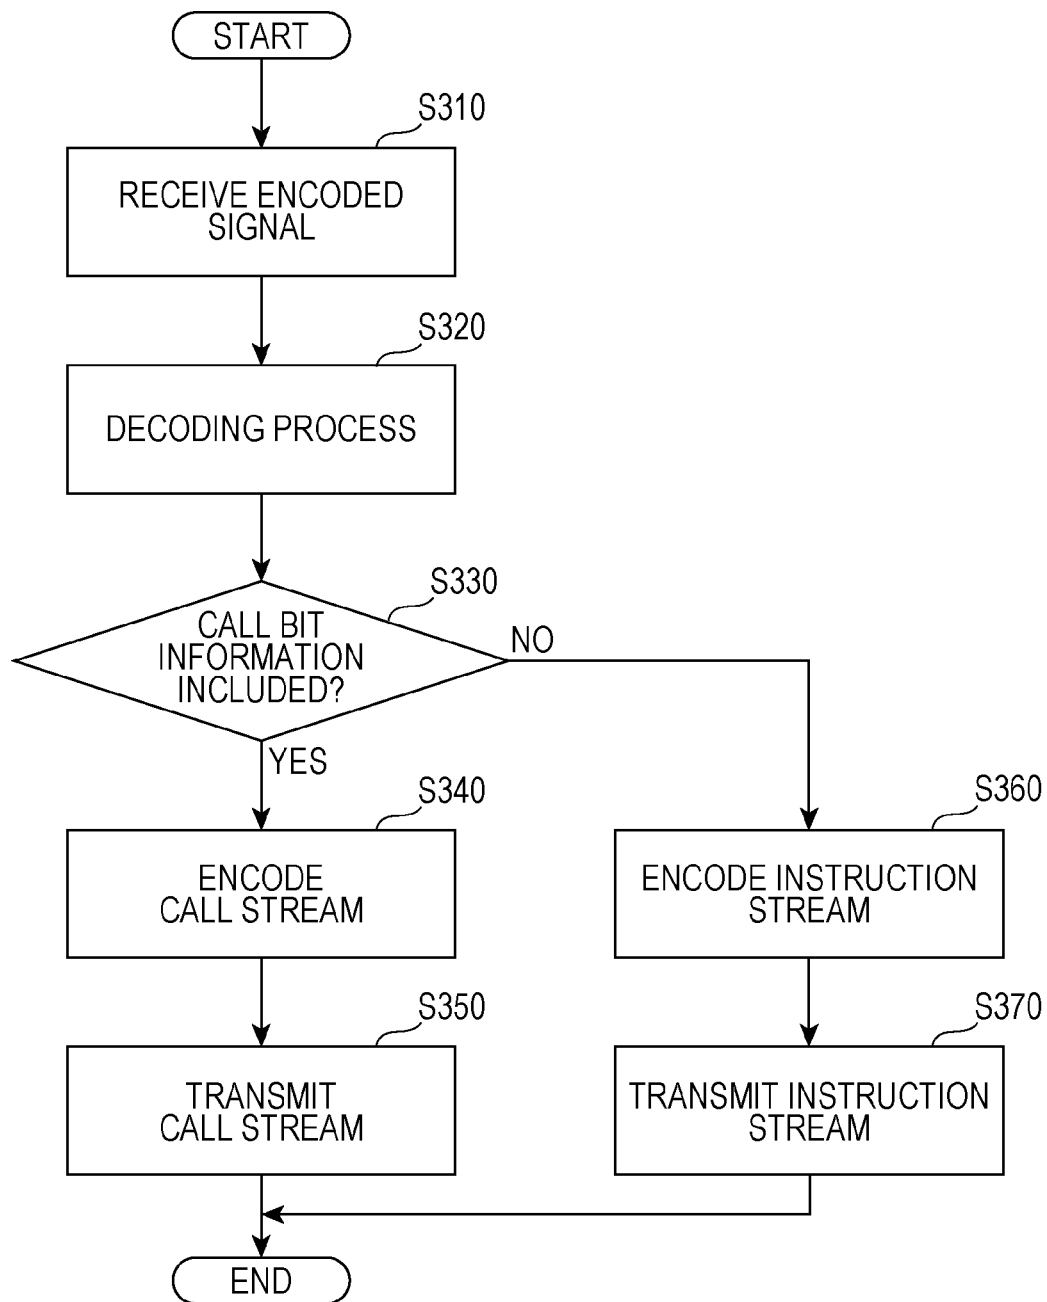 START
S310
RECEIVE ENCODED
SIGNAL
S320
DECODING PROCESS
S330
CALL BIT
INFORMATION
INCLUDED?
NO
YES
S340
ENCODE
CALL STREAM
S360
ENCODE INSTRUCTION
STREAM
S350
TRANSMIT
CALL STREAM
S370
TRANSMIT INSTRUCTION
STREAM
END